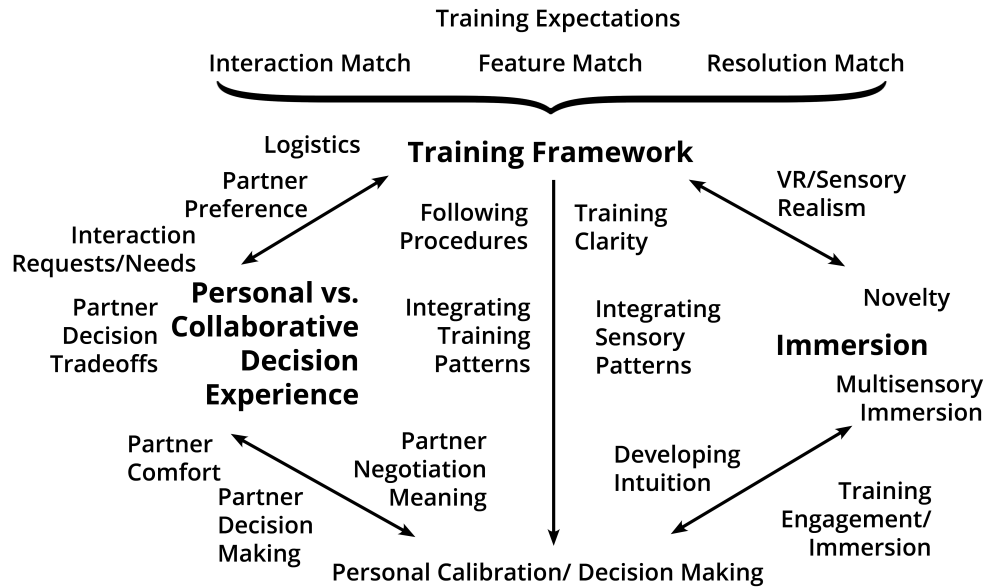 Training Expectations
Interaction Match
Feature Match
Resolution Match
Logistics
Training Framework
Partner
Preference
Following
Procedures
Training
Clarity
VR/Sensory
Realism
Interaction
Requests/Needs
Personal vs.
Collaborative
Decision
Experience
Partner
Decision
Tradeoffs
Integrating
Training
Patterns
Integrating
Sensory
Patterns
Novelty
Immersion
Multisensory
Immersion
Partner
Comfort
Partner
Decision
Making
Partner
Negotiation
Meaning
Developing
Intuition
Training
Engagement/
Immersion
Personal Calibration/ Decision Making